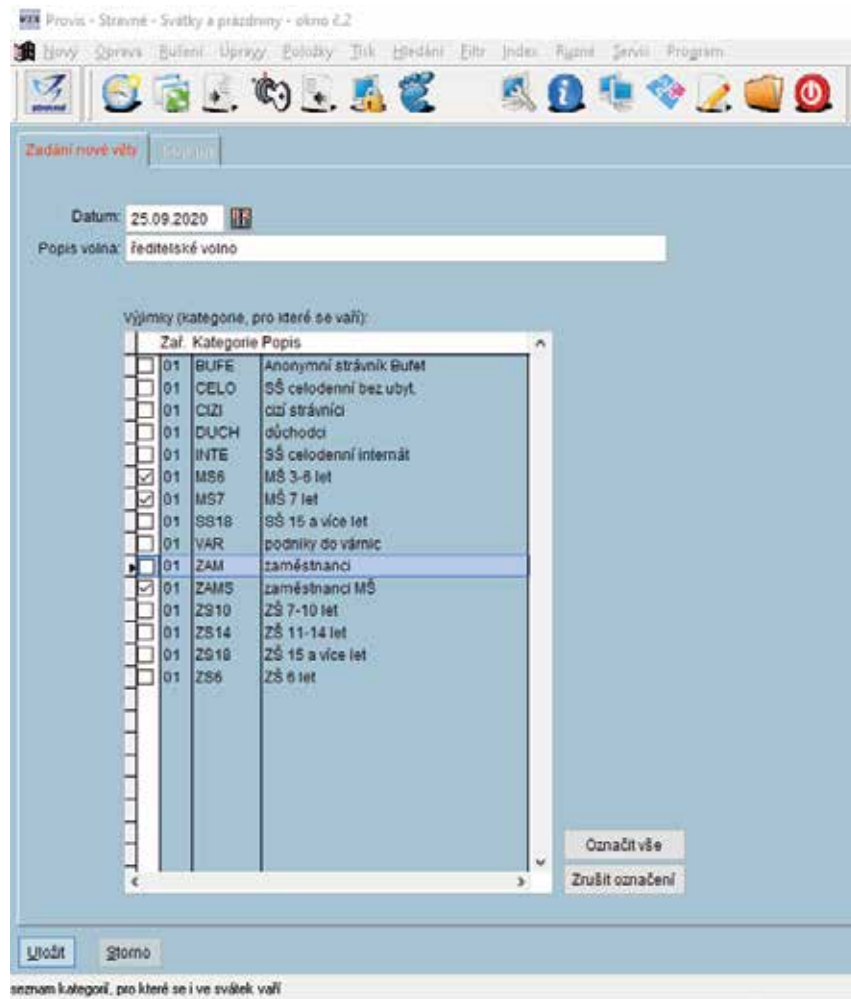 Provis - Stravné - Svátky a prázdniny - okno č.2
Nový Oprava Rušení Úpravy Položky Tisk Hledání Filtr Index Různé Servis Program
stravné
Zadání nové věty
Datum: 25.09.2020
Popis volna: ředitelské volno
Výjimky (kategorie, pro které se vaří):
Zař. Kategorie Popis
01 BUFE Anonymní strávník Bufet
01 CELO SŠ celodenní bez ubyt.
01 CIZI cizí strávníci
01 DUCH důchodci
01 INTE SŠ celodenní internát
01 MS6 MŠ 3-6 let
01 MS7 MŠ 7 let
01 SS18 SŠ 15 a více let
01 VAR podniky do várnic
01 ZAM zaměstnanci
01 ZAMS zaměstnanci MŠ
01 ZS10 ZŠ 7-10 let
01 ZS14 ZŠ 11-14 let
01 ZS18 ZŠ 15 a více let
01 ZS6 ZŠ 6 let
Označit vše
Zrušit označení
Uložit Storno
seznam kategorií, pro které se i ve svátek vaří